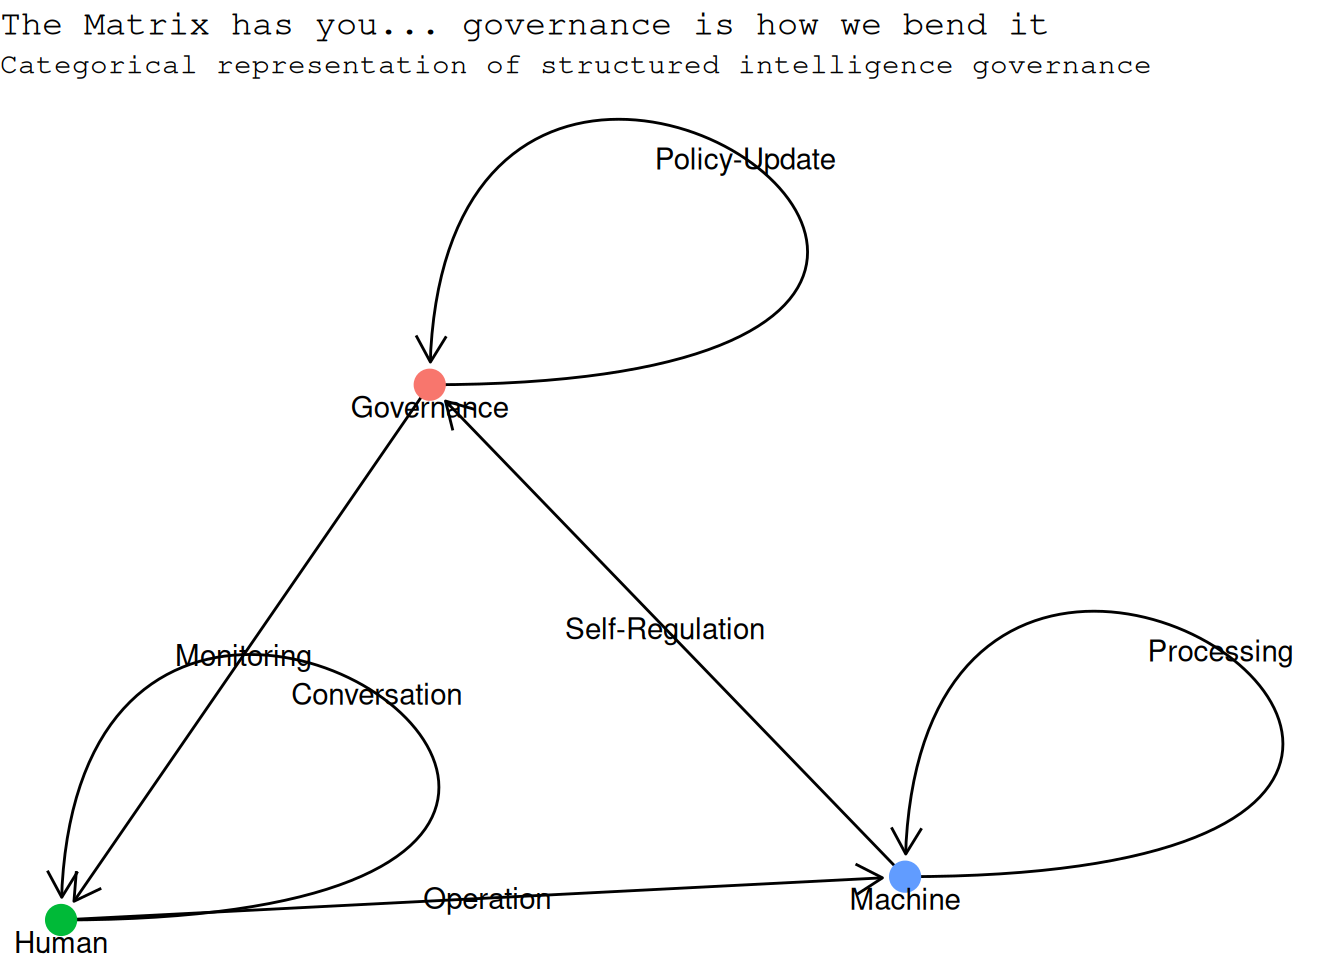 The Matrix has you... governance is how we bend it
Categorical representation of structured intelligence governance
Policy-Update
Governance
Self-Regulation
Monitoring
Processing
Conversation
Operation
Machine
Human